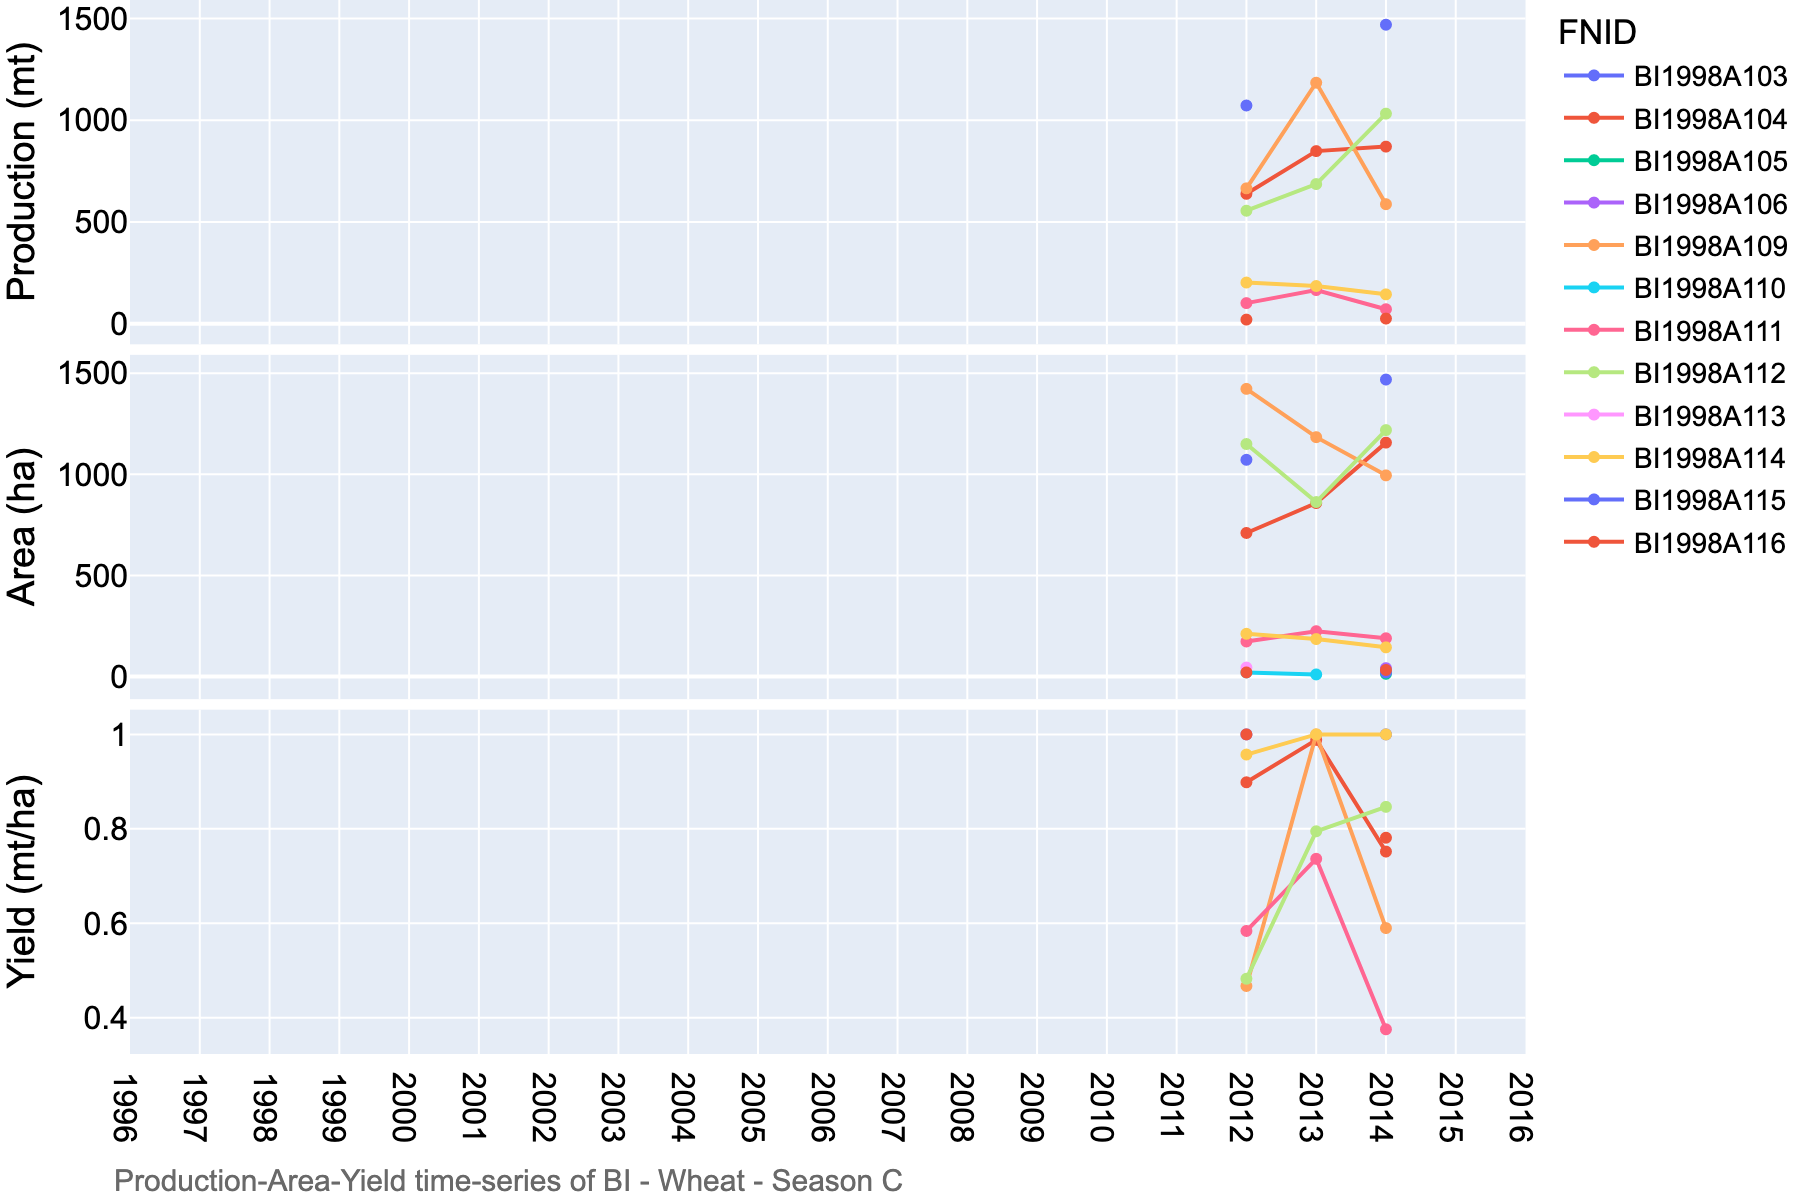 Production (mt)
1500
1000
500
0
Area (ha)
1500
1000
500
0
Yield (mt/ha)
1
0.8
0.6
0.4
1996 1997 1998 1999 2000 2001 2002 2003 2004 2005 2006 2007 2008 2009 2010 2011 2012 2013 2014 2015 2016
Production-Area-Yield time-series of BI - Wheat - Season C
FNID
BI1998A103
BI1998A104
BI1998A105
BI1998A106
BI1998A109
BI1998A110
BI1998A111
BI1998A112
BI1998A113
BI1998A114
BI1998A115
BI1998A116